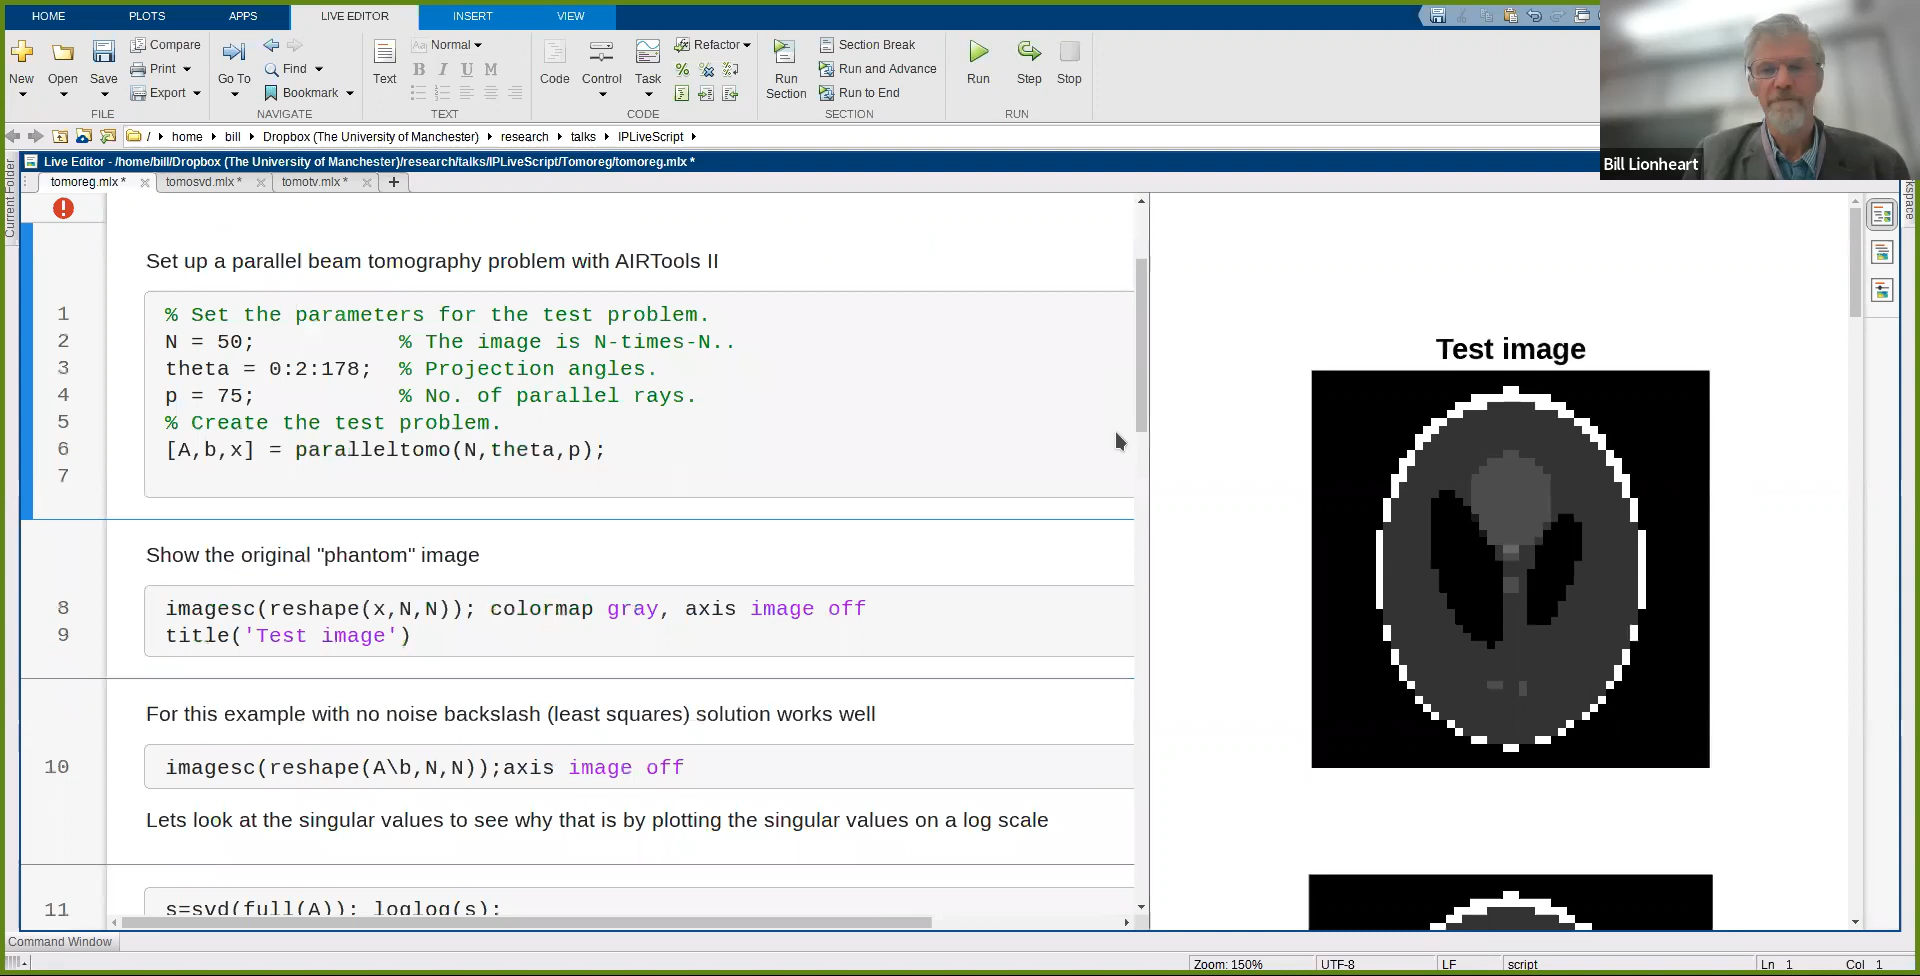 HOME PLOTS APPS LIVE EDITOR INSERT VIEW
New Open Save Compare Print Export
FILE
Go To Find Bookmark
NAVIGATE
Text Aa Normal B I U M
TEXT
Code Control Task Refactor
CODE
Run Section Section Break Run and Advance Run to End
SECTION
Run Step Stop
RUN
/ home bill Dropbox (The University of Manchester) research talks IPLiveScript
Live Editor - /home/bill/Dropbox (The University of Manchester)/research/talks/IPLiveScript/Tomoreg/tomoreg.mlx *
tomoreg.mlx * tomosvd.mlx * tomotv.mlx *
Bill Lionheart
Current Folder
Set up a parallel beam tomography problem with AIRTools II
1 % Set the parameters for the test problem.
2 N = 50; % The image is N-times-N..
3 theta = 0:2:178; % Projection angles.
4 p = 75; % No. of parallel rays.
5 % Create the test problem.
6 [A,b,x] = paralleltomo(N,theta,p);
7
Show the original "phantom" image
8 imagesc(reshape(x,N,N)); colormap gray, axis image off
9 title('Test image')
For this example with no noise backslash (least squares) solution works well
10 imagesc(reshape(A\b,N,N));axis image off
Lets look at the singular values to see why that is by plotting the singular values on a log scale
11 s=svd(full(A)); loglog(s);
Test image
Command Window
Zoom: 150% UTF-8 LF script Ln 1 Col 1